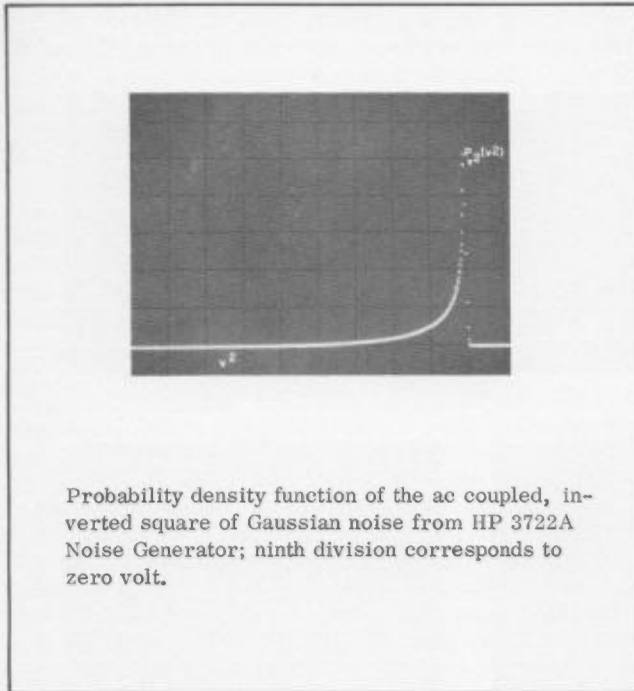 v²
Probability density function of the ac coupled, in-
verted square of Gaussian noise from HP 3722A
Noise Generator; ninth division corresponds to
zero volt.